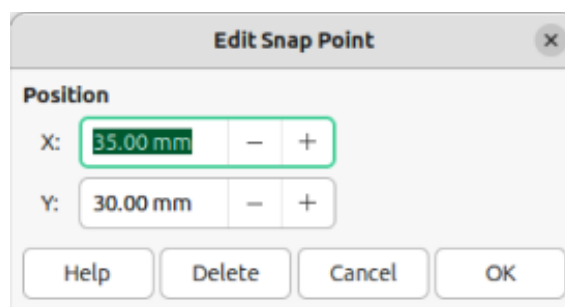 Edit Snap Point ×
Position
X: 35.00 mm − +
Y: 30.00 mm − +
Help Delete Cancel OK